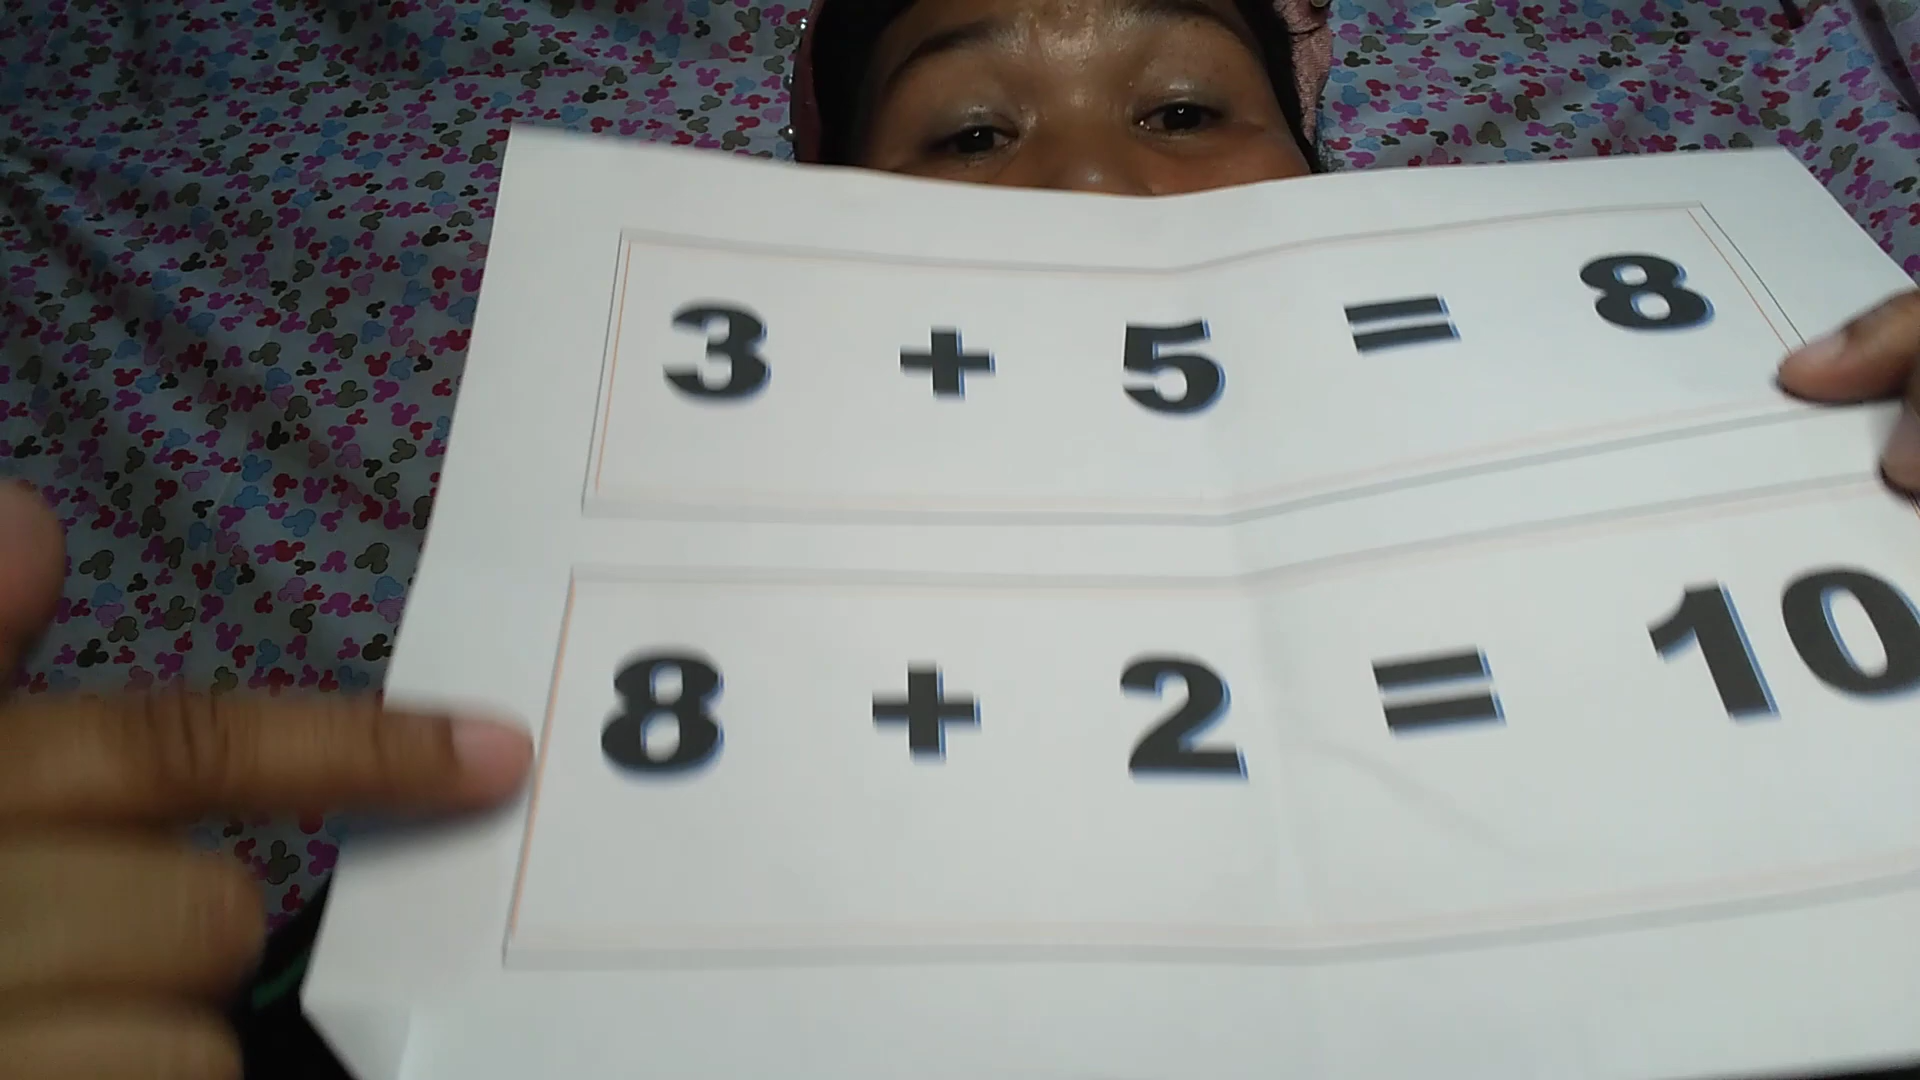 3 + 5 = 8
8 + 2 = 10